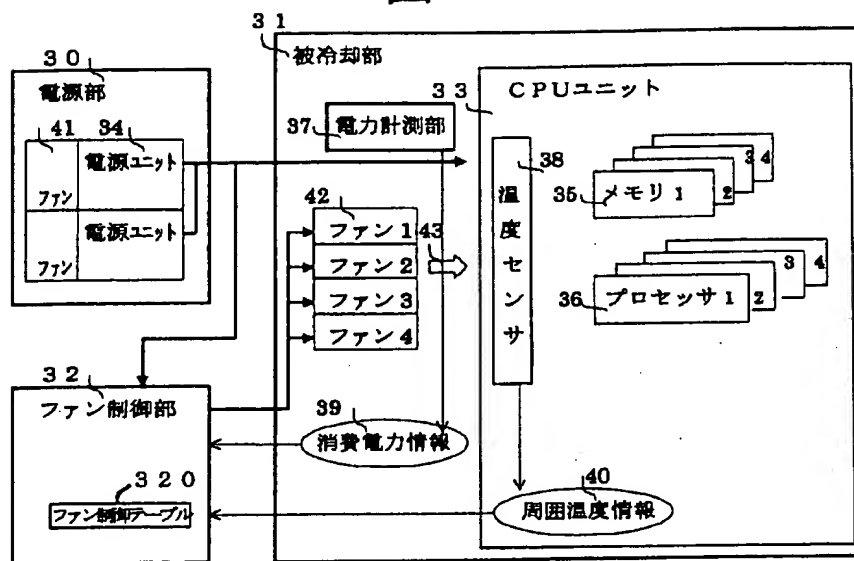 図
31
30
被冷却部
電源部
33
CPUユニット
41
34
37
電力計測部
電源ユニット
ファン
電源ユニット
ファン
38
温度センサ
35
メモリ1
2
3
4
42
43
ファン1
ファン2
ファン3
ファン4
36
プロセッサ1
2
3
4
32
ファン制御部
39
消費電力情報
320
ファン制御テーブル
40
周囲温度情報